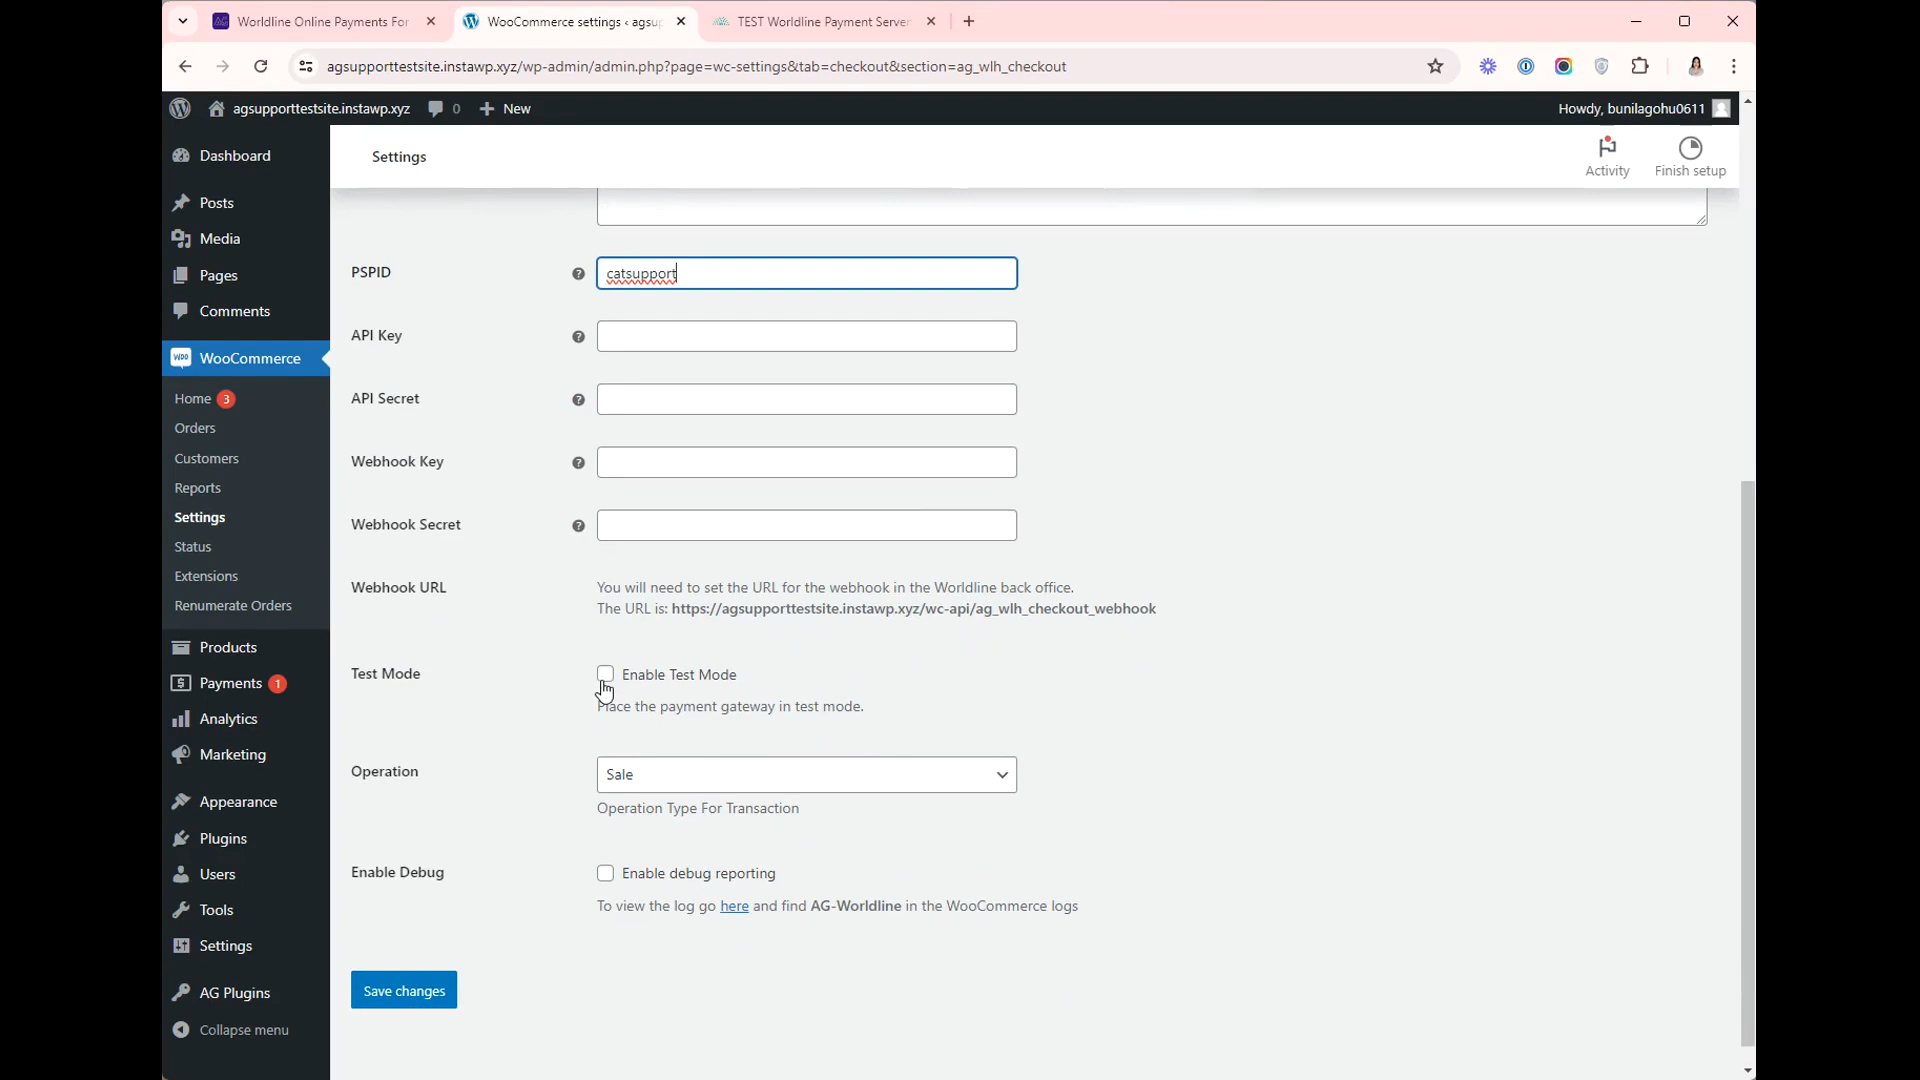 Worldline Online Payments For
WooCommerce settings ‹ agsu
TEST Worldline Payment Server
agsupporttestsite.instawp.xyz/wp-admin/admin.php?page=wc-settings&tab=checkout&section=ag_wlh_checkout
agsupporttestsite.instawp.xyz 0 New
Howdy, bunilagohu0611
Dashboard
Posts
Media
Pages
Comments
WooCommerce
Home 3
Orders
Customers
Reports
Settings
Status
Extensions
Renumerate Orders
Products
Payments 1
Analytics
Marketing
Appearance
Plugins
Users
Tools
Settings
AG Plugins
Collapse menu
Settings
Activity
Finish setup
PSPID
catsupport
API Key
API Secret
Webhook Key
Webhook Secret
Webhook URL
You will need to set the URL for the webhook in the Worldline back office.
The URL is: https://agsupporttestsite.instawp.xyz/wc-api/ag_wlh_checkout_webhook
Test Mode
Enable Test Mode
Place the payment gateway in test mode.
Operation
Sale
Operation Type For Transaction
Enable Debug
Enable debug reporting
To view the log go here and find AG-Worldline in the WooCommerce logs
Save changes